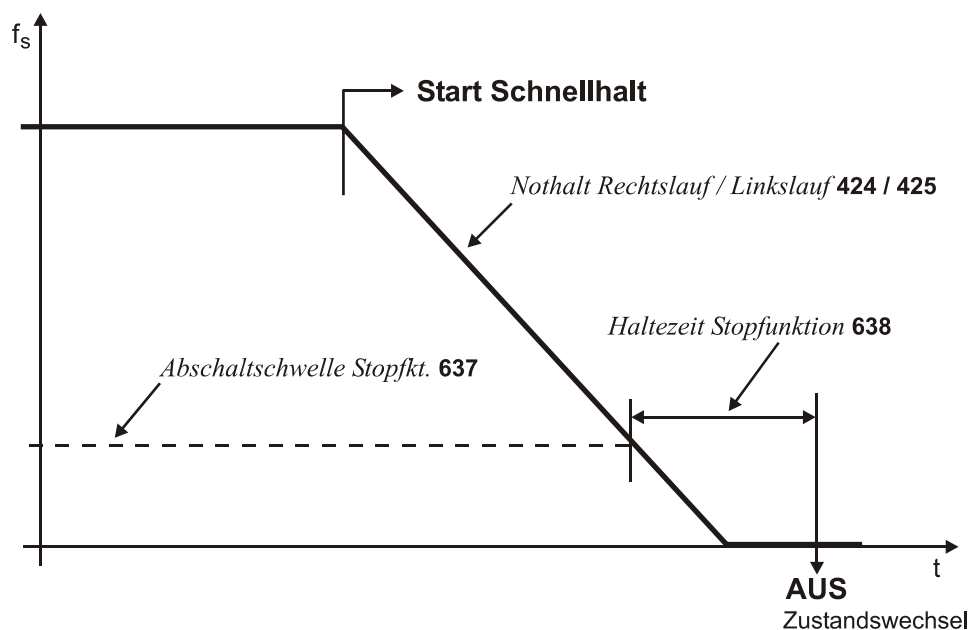 fs
Start Schnellhalt
Nothalt Rechtslauf / Linkslauf 424 / 425
Haltezeit Stopfunktion 638
Abschaltschwelle Stopfkt. 637
t
AUS
Zustandswechsel